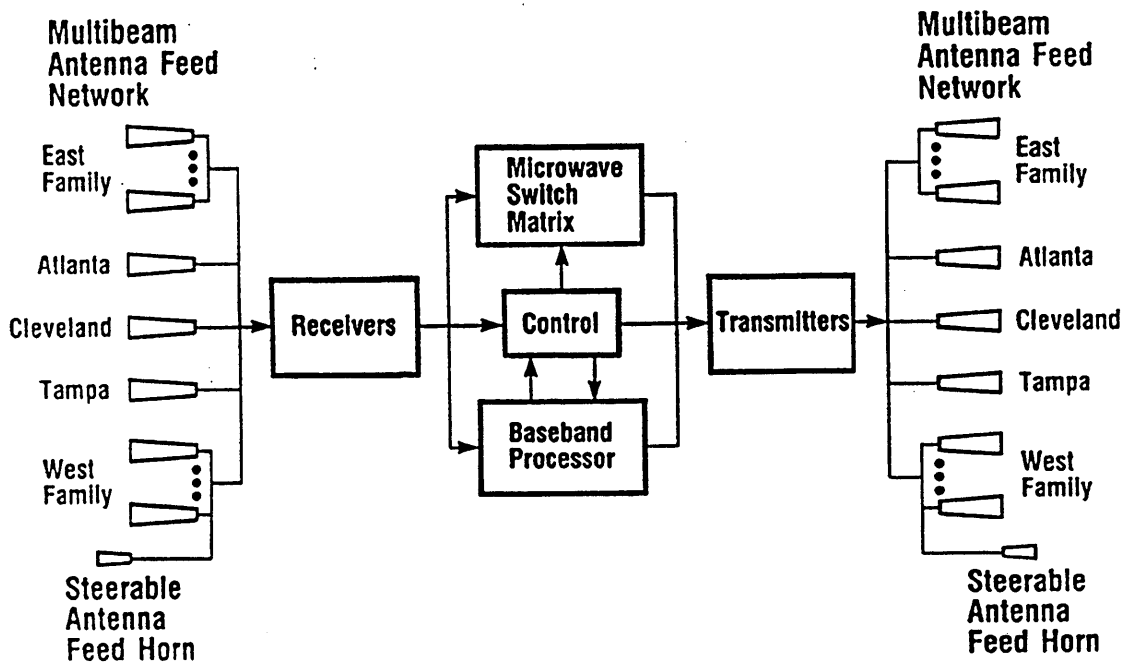 Multibeam
Antenna Feed
Network
East
Family
Atlanta
Cleveland
Tampa
West
Family
Steerable
Antenna
Feed Horn
Receivers
Microwave
Switch
Matrix
Control
Baseband
Processor
Transmitters
Multibeam
Antenna Feed
Network
East
Family
Atlanta
Cleveland
Tampa
West
Family
Steerable
Antenna
Feed Horn